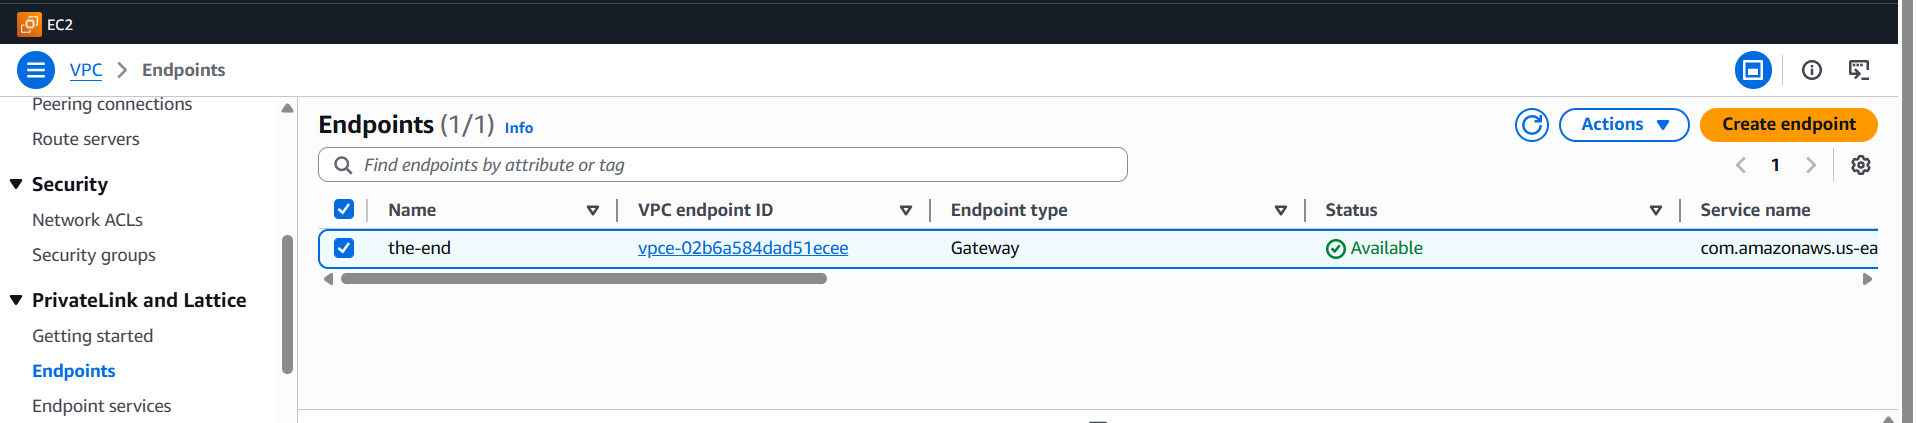 EC2
VPC > Endpoints
Peering connections
Route servers
Security
Network ACLs
Security groups
PrivateLink and Lattice
Getting started
Endpoints
Endpoint services
Endpoints (1/1) Info
Actions
Create endpoint
Find endpoints by attribute or tag
1
Name VPC endpoint ID Endpoint type Status Service name
the-end vpce-02b6a584dad51ecee Gateway Available com.amazonaws.us-ea